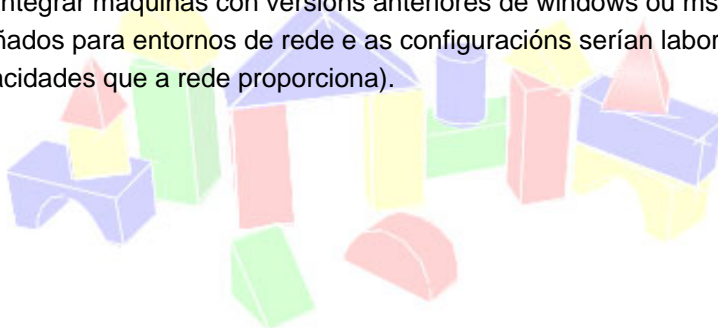 integrar máquinas con versións anteriores de windows ou ms
ñados para entornos de rede e as configuracións serían labor
acidades que a rede proporciona).